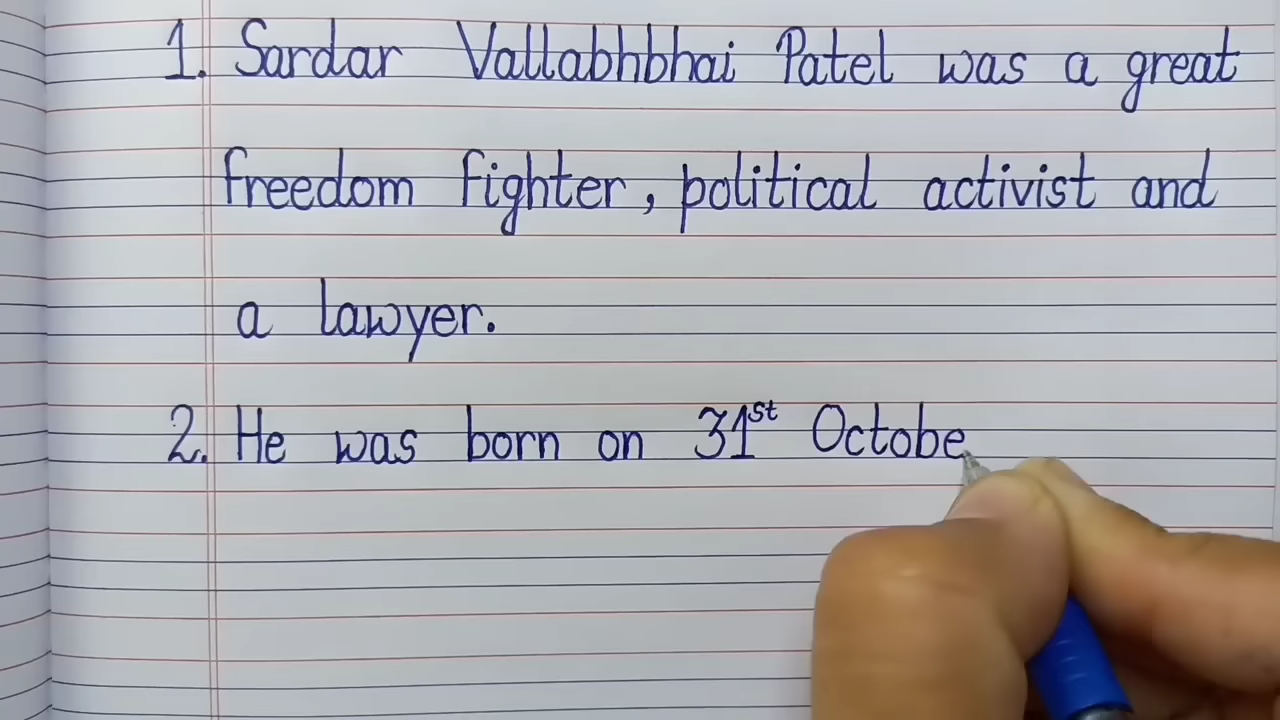 1. Sardar Vallabhbhai Patel was a great
freedom fighter, political activist and
a lawyer.
2. He was born on 31st Octobe